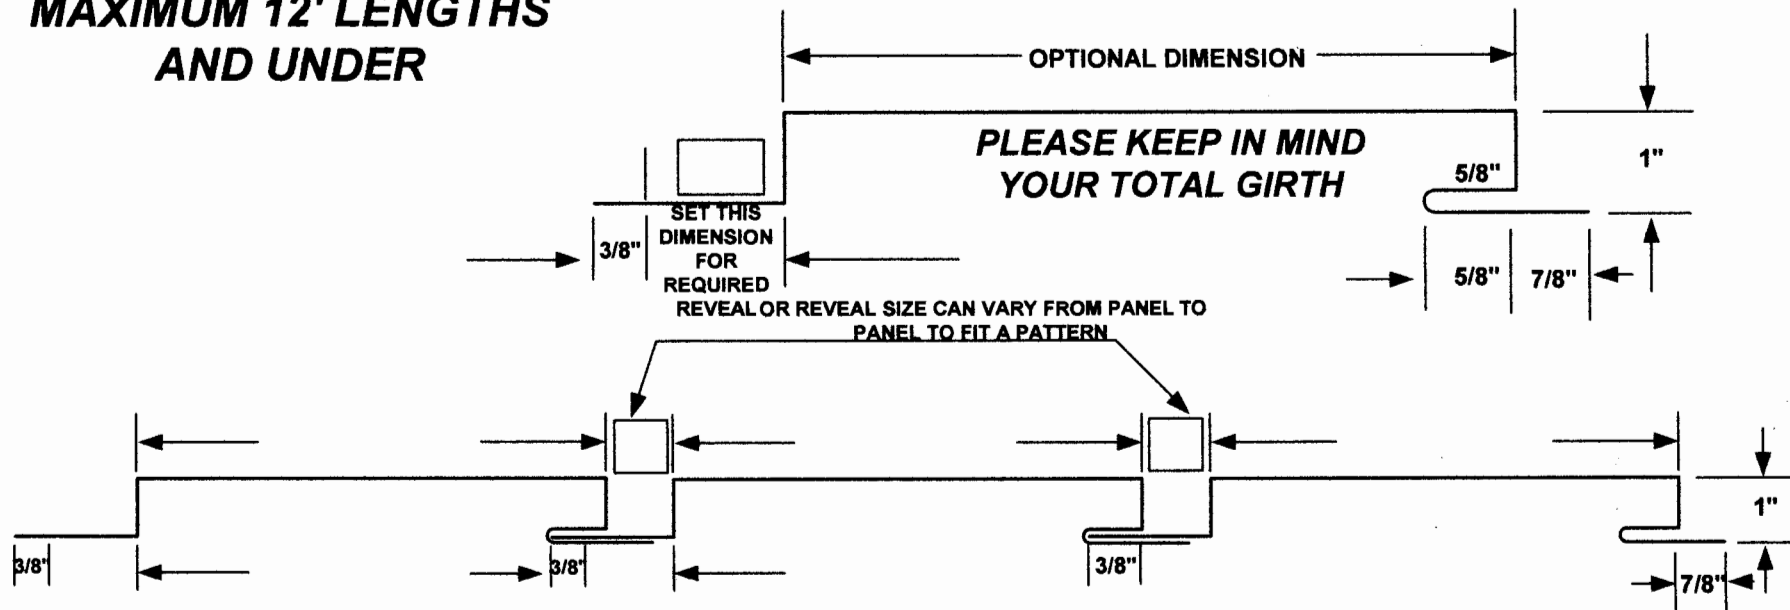 MAXIMUM 12' LENGTHS
AND UNDER
OPTIONAL DIMENSION
PLEASE KEEP IN MIND
YOUR TOTAL GIRTH
5/8"
1"
SET THIS
DIMENSION
FOR
REQUIRED
3/8"
5/8"
7/8"
REVEAL OR REVEAL SIZE CAN VARY FROM PANEL TO
PANEL TO FIT A PATTERN
1"
3/8"
3/8"
3/8"
7/8"